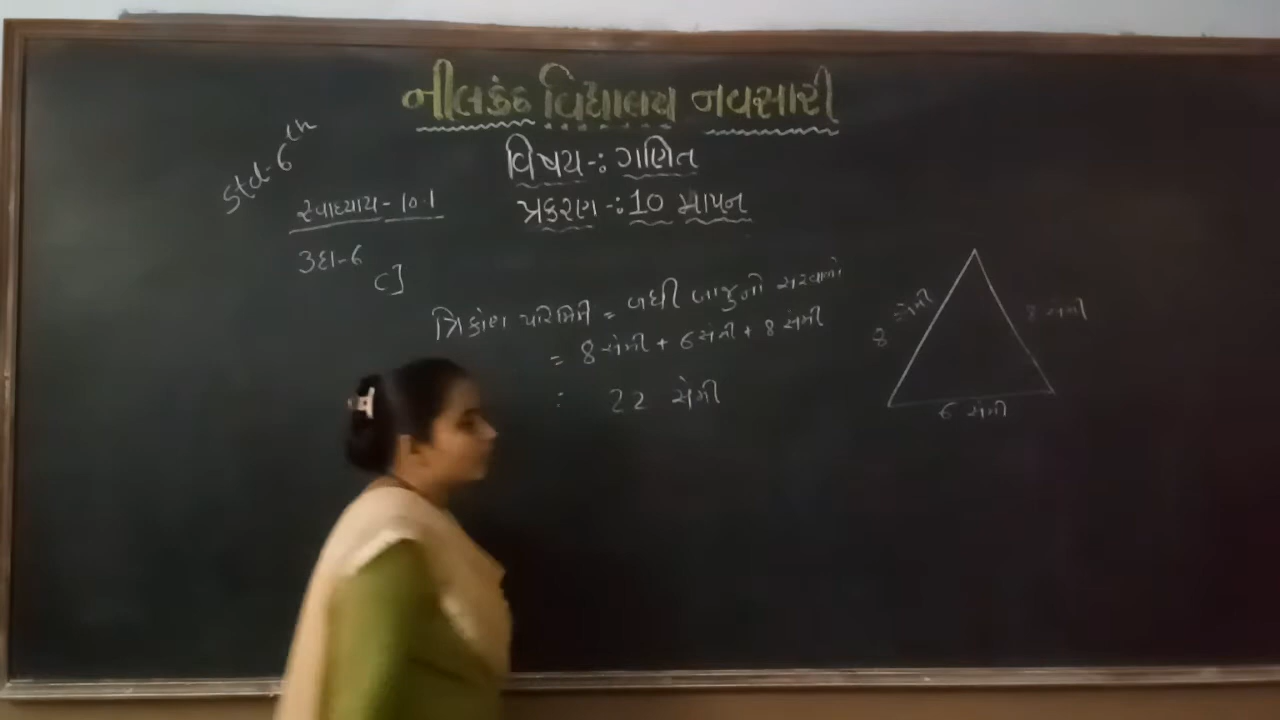 નીલકંઠ વિદ્યાલય નવસારી
Std-6th
વિષય-: ગણિત
સ્વાધ્યાય-10.1
પ્રકરણ-:10 માપન
ઉદા-6
C]
ત્રિકોણ પરિમિતી = બધી બાજુનો સરવાળો
= 8 સેમી + 6 સેમી + 8 સેમી
: 22 સેમી
8 સેમી
8 સેમી
6 સેમી